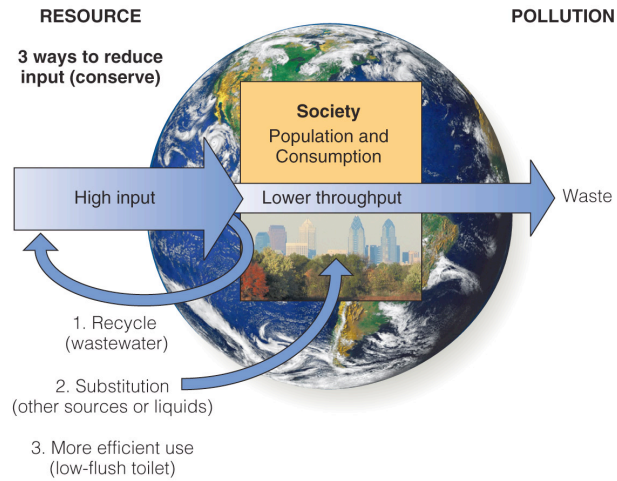 RESOURCE
POLLUTION
3 ways to reduce
input (conserve)
Society
Population and
Consumption
High input
Lower throughput
Waste
1. Recycle
(wastewater)
2. Substitution
(other sources or liquids)
3. More efficient use
(low-flush toilet)